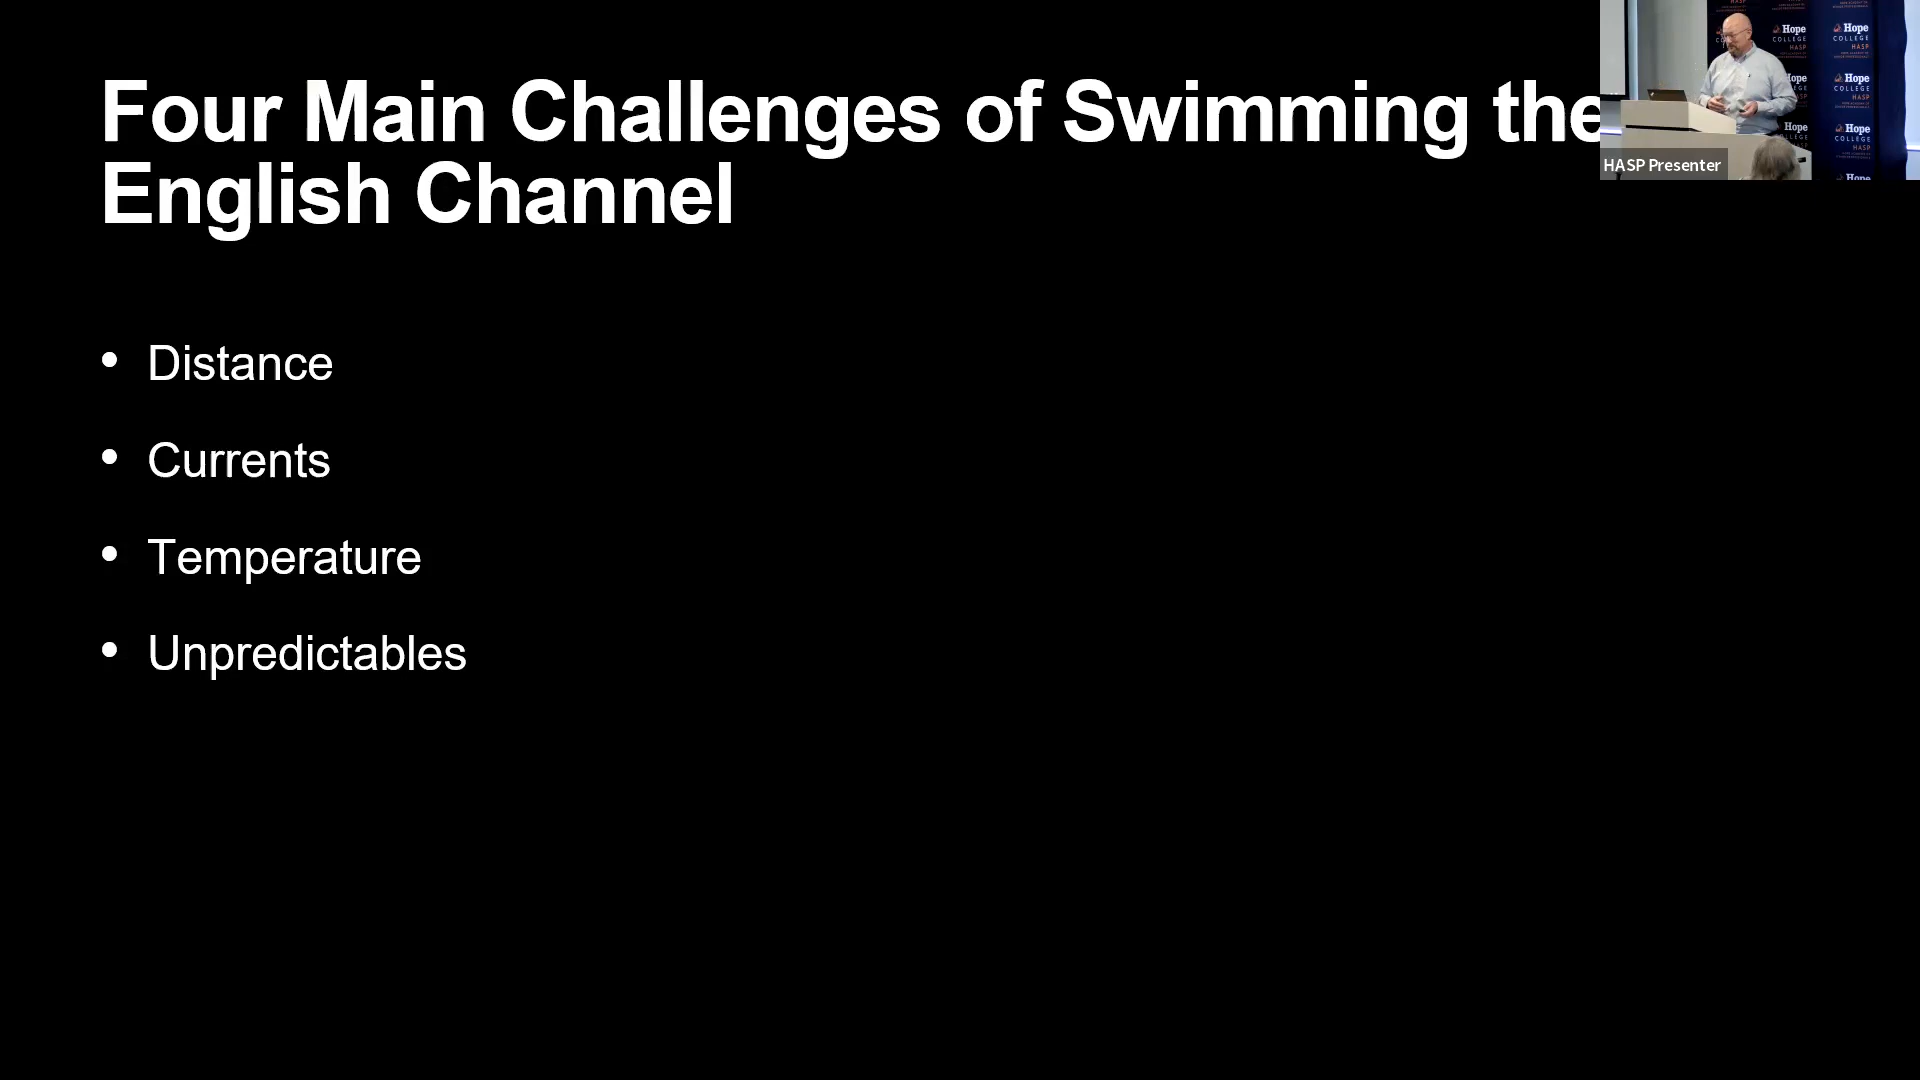 Four Main Challenges of Swimming the
English Channel
• Distance
• Currents
• Temperature
• Unpredictables
HASP Presenter
Hope
COLLEGE
HASP
Hope
COLLEGE
HASP
Hope
COLLEGE
HASP
Hope
COLLEGE
Hope
COLLEGE
HASP
Hope